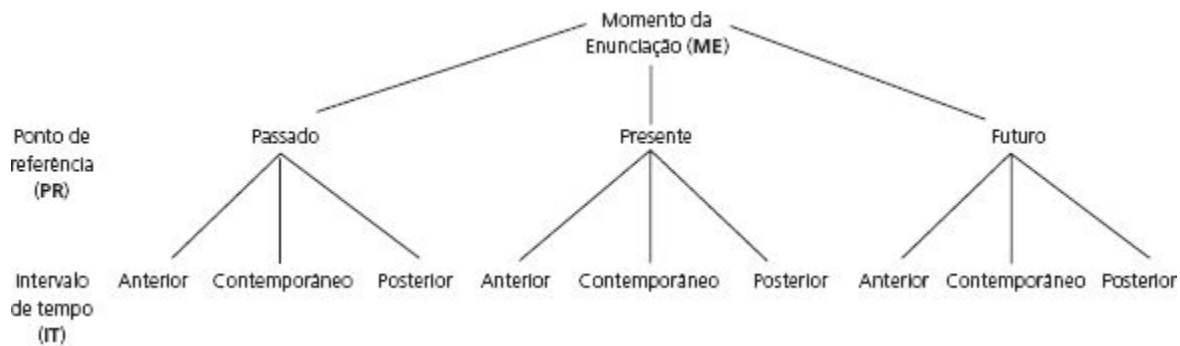 Momento da
Enunciação (ME)
Ponto de
referência
(PR)
Passado
Presente
Futuro
Intervalo
de tempo
(IT)
Anterior
Contemporâneo
Posterior
Anterior
Contemporâneo
Posterior
Anterior
Contemporâneo
Posterior